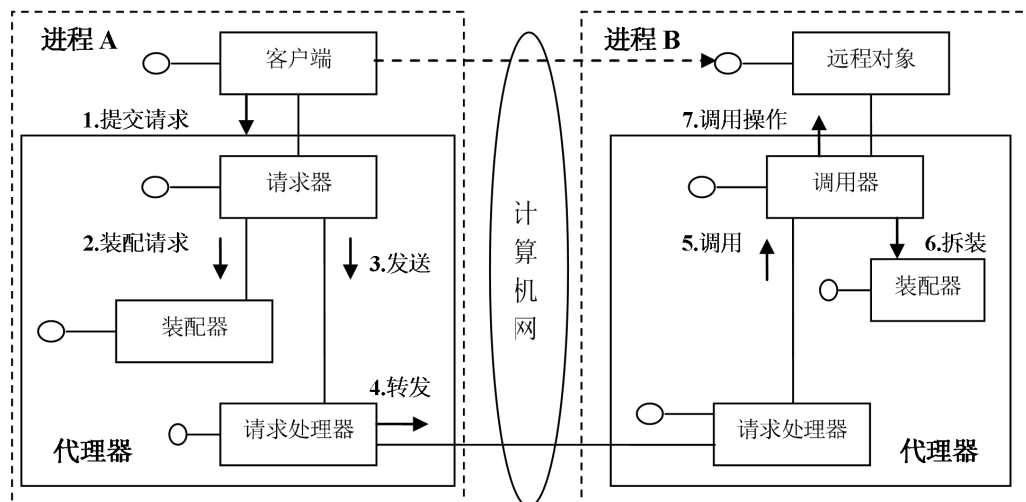 进程 A
客户端
进程 B
远程对象
1.提交请求
7.调用操作
请求器
调用器
计算机网
2.装配请求
3.发送
5.调用
6.拆装
装配器
装配器
4.转发
请求处理器
请求处理器
代理器
代理器